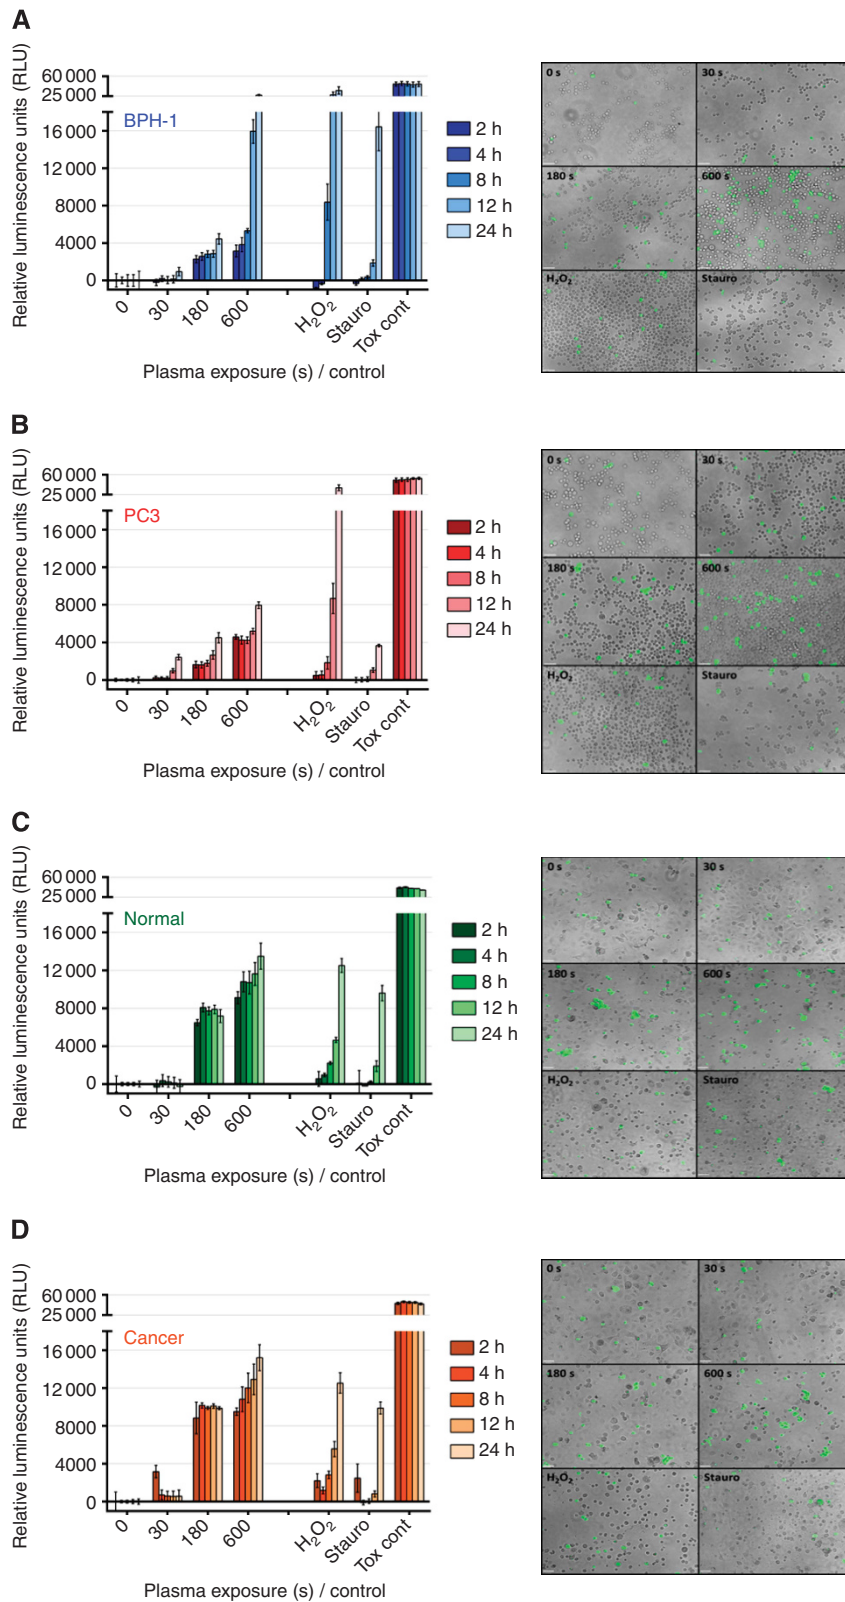 A
Relative luminescence units (RLU)
60 000
25 000
16 000
12 000
8000
4000
0
BPH-1
2 h
4 h
8 h
12 h
24 h
0
30
180
600
H₂O₂
Stauro
Tox cont
Plasma exposure (s) / control
0 s
30 s
180 s
600 s
H₂O₂
Stauro
B
Relative luminescence units (RLU)
60 000
25 000
16 000
12 000
8000
4000
0
PC3
2 h
4 h
8 h
12 h
24 h
0
30
180
600
H₂O₂
Stauro
Tox cont
Plasma exposure (s) / control
0 s
30 s
180 s
600 s
H₂O₂
Stauro
C
Relative luminescence units (RLU)
60 000
25 000
16 000
12 000
8000
4000
0
Normal
2 h
4 h
8 h
12 h
24 h
0
30
180
600
H₂O₂
Stauro
Tox cont
Plasma exposure (s) / control
0 s
30 s
180 s
600 s
H₂O₂
Stauro
D
Relative luminescence units (RLU)
60 000
25 000
16 000
12 000
8000
4000
0
Cancer
2 h
4 h
8 h
12 h
24 h
0
30
180
600
H₂O₂
Stauro
Tox cont
Plasma exposure (s) / control
0 s
30 s
180 s
600 s
H₂O₂
Stauro